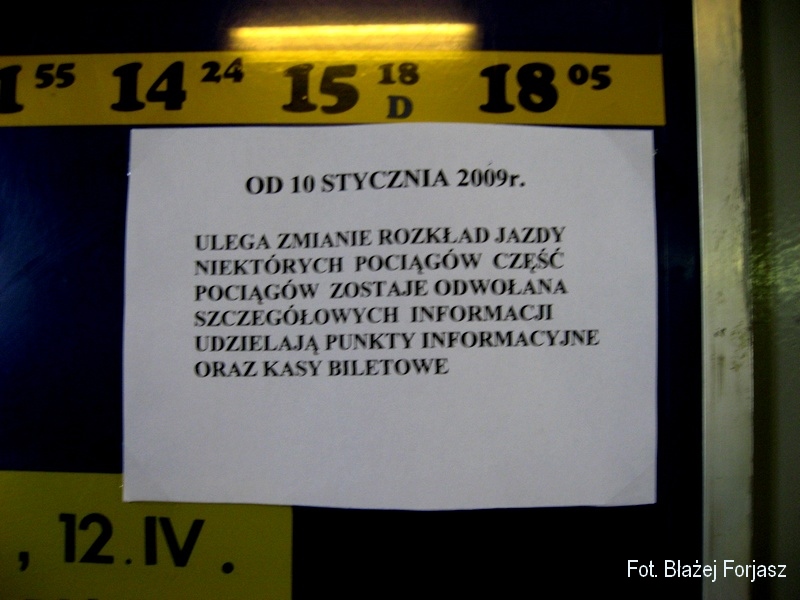 1 55 14 24 15 18 18 05
D
OD 10 STYCZNIA 2009r.
ULEGA ZMIANIE ROZKŁAD JAZDY
NIEKTÓRYCH POCIĄGÓW CZĘŚĆ
POCIĄGÓW ZOSTAJE ODWOŁANA
SZCZEGÓŁOWYCH INFORMACJI
UDZIELAJĄ PUNKTY INFORMACYJNE
ORAZ KASY BILETOWE
, 12.IV.
Fot. Błażej Forjasz